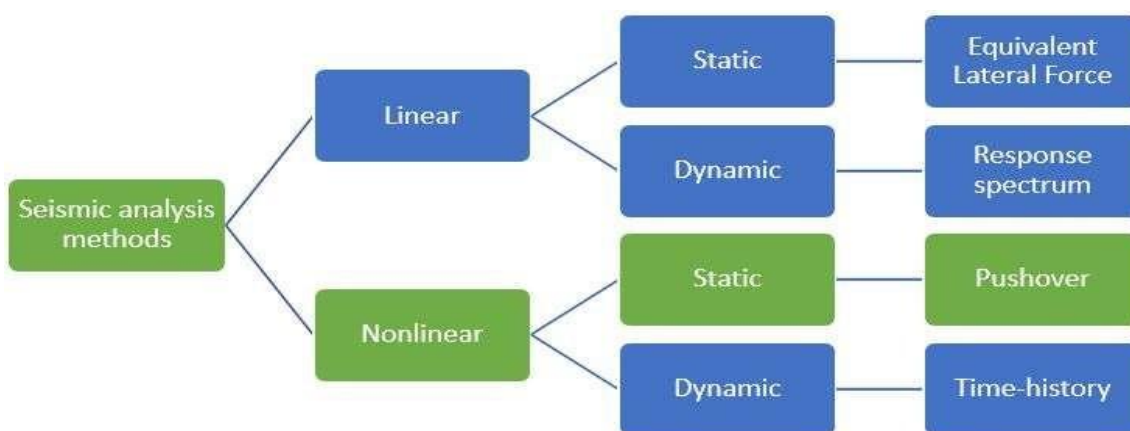 Seismic analysis
methods
Linear
Static
Equivalent
Lateral Force
Dynamic
Response
spectrum
Nonlinear
Static
Pushover
Dynamic
Time-history